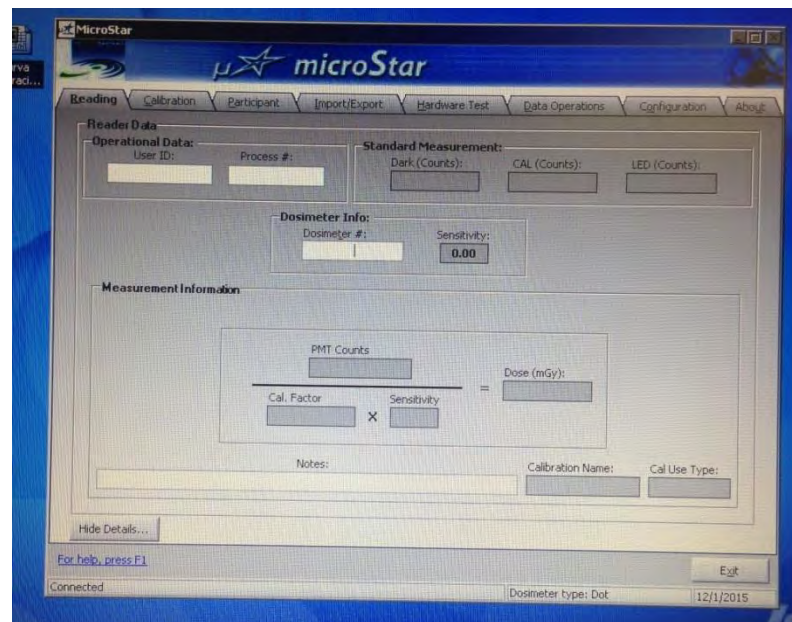 MicroStar
rva
raci...
μ microStar
Reading Calibration Participant Import/Export Hardware Test Data Operations Configuration About
Reader Data
Operational Data:
User ID: Process #:
Standard Measurement:
Dark (Counts): CAL (Counts): LED (Counts):
Dosimeter Info:
Dosimeter #: Sensitivity:
0.00
Measurement Information
PMT Counts
Cal. Factor X Sensitivity = Dose (mGy):
Notes: Calibration Name: Cal Use Type:
Hide Details...
For help, press F1
Exit
Connected Dosimeter type: Dot 12/1/2015